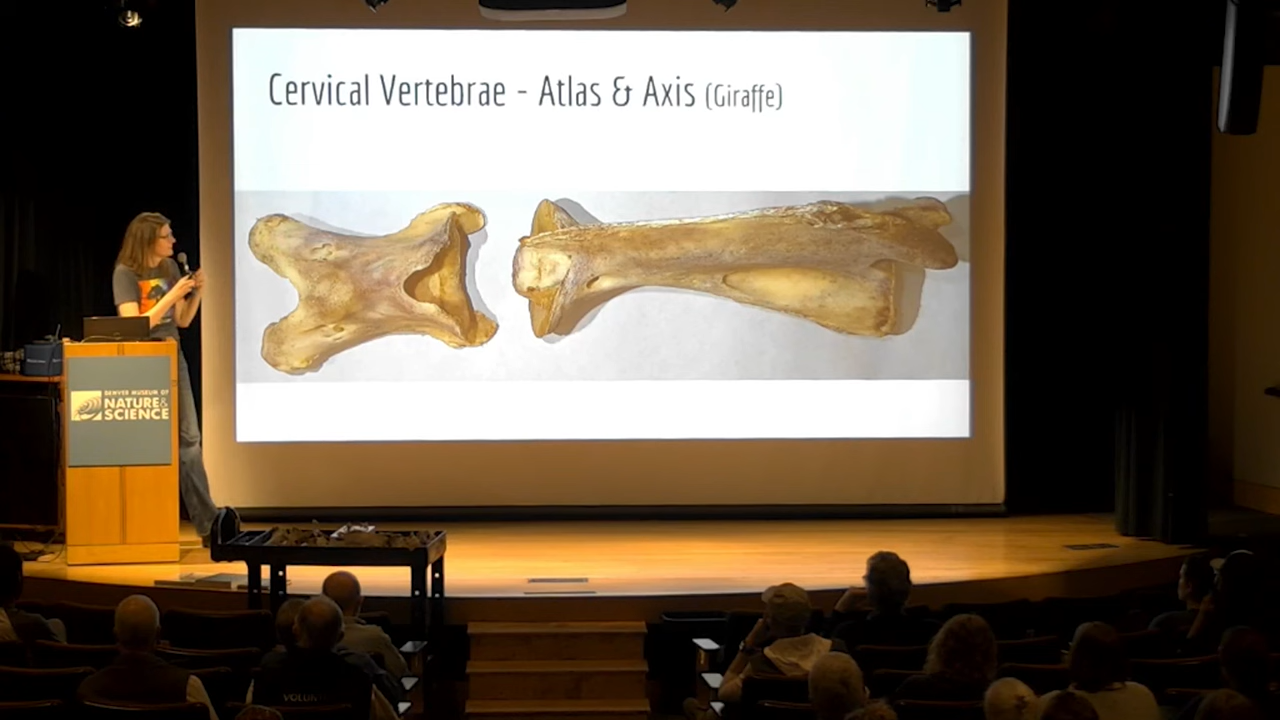 Cervical Vertebrae - Atlas & Axis (Giraffe)
DENVER MUSEUM OF
NATURE &
SCIENCE